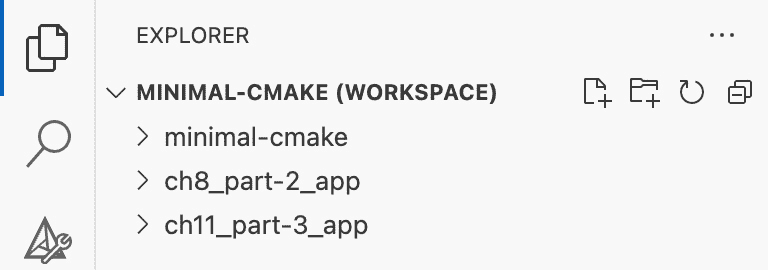 EXPLORER
MINIMAL-CMAKE (WORKSPACE)
minimal-cmake
ch8_part-2_app
ch11_part-3_app